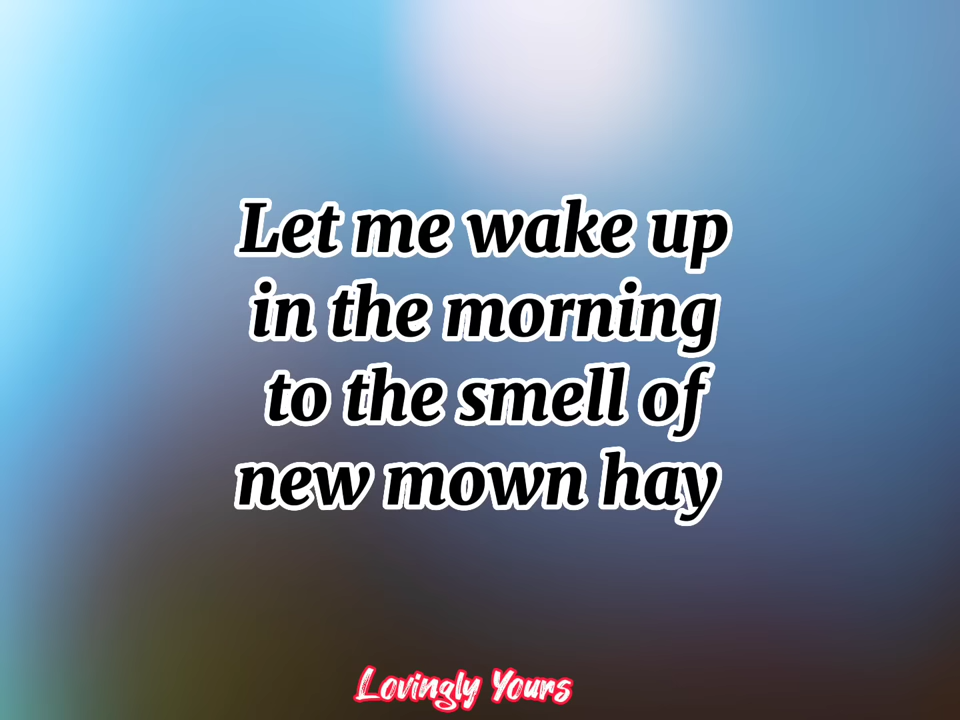 Let me wake up
in the morning
to the smell of
new mown hay
Lovingly Yours